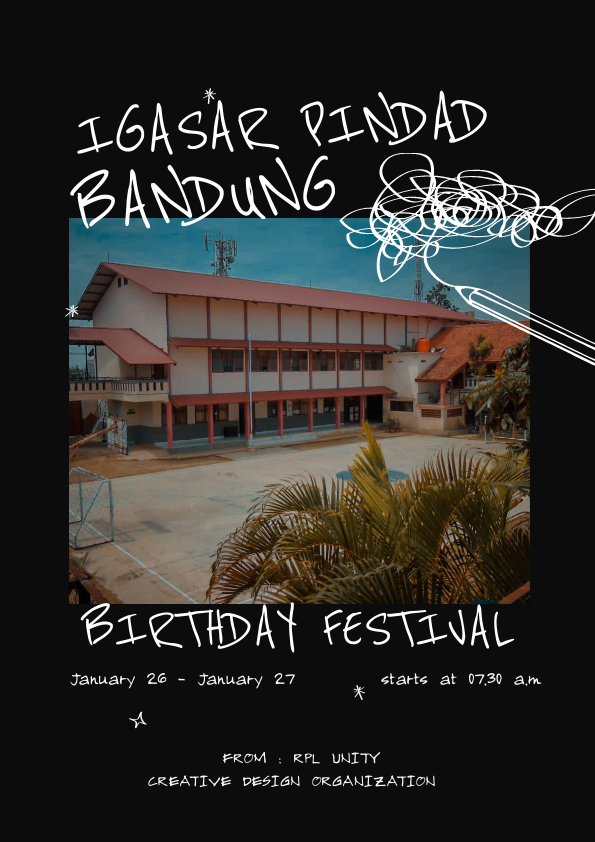 IGASAR PINDAD
BANDUNG
BIRTHDAY FESTIVAL
January 26 - January 27
starts at 07.30 a.m
FROM : RPL UNITY
CREATIVE DESIGN ORGANIZATION